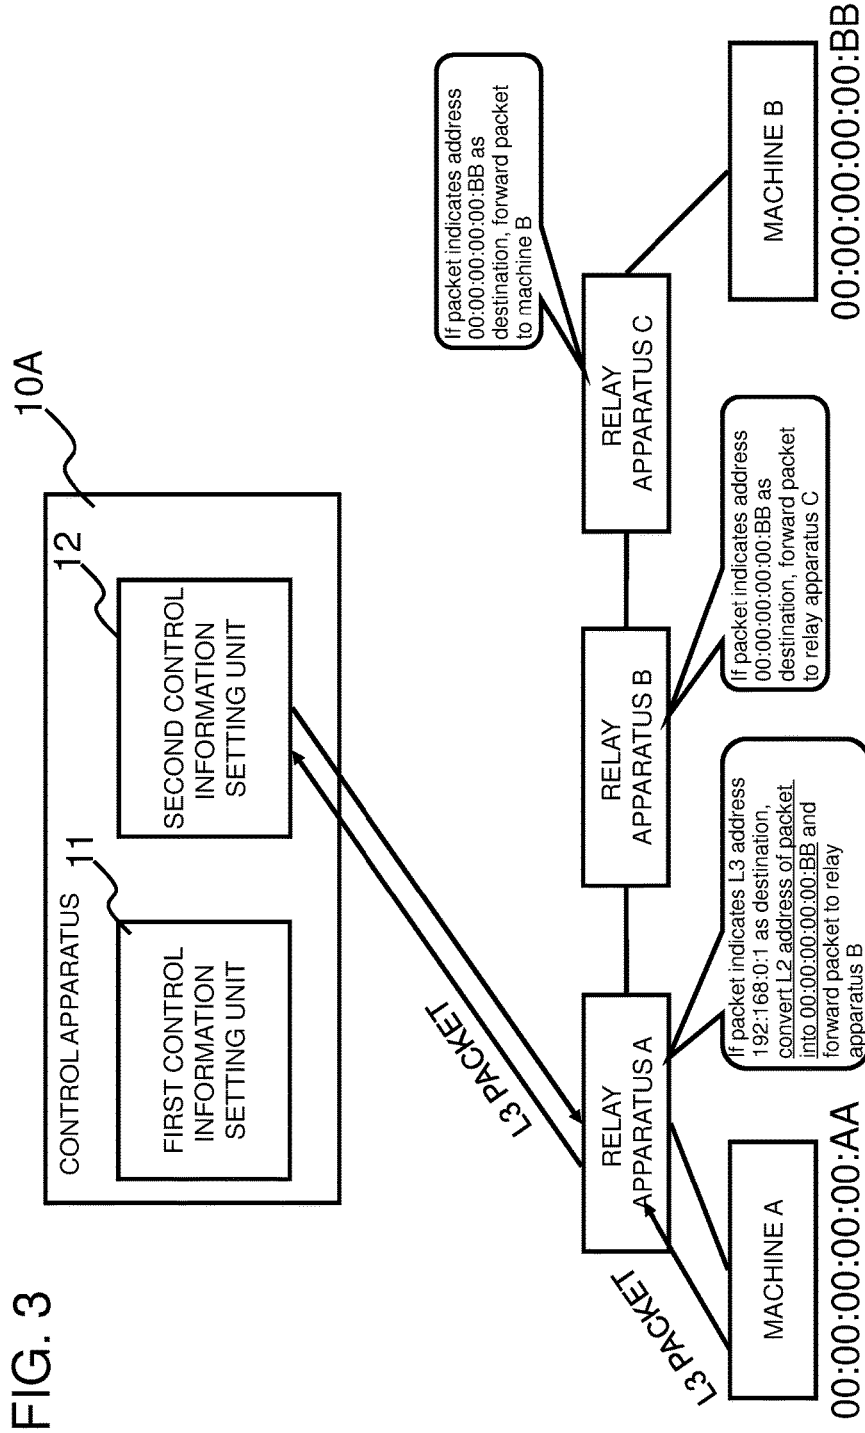 FIG. 3
10A
CONTROL APPARATUS
11
12
FIRST CONTROL
INFORMATION
SETTING UNIT
SECOND CONTROL
INFORMATION
SETTING UNIT
L3 PACKET
L3 PACKET
If packet indicates address
00:00:00:00:00:BB as
destination, forward packet
to machine B
RELAY
APPARATUS A
RELAY
APPARATUS B
RELAY
APPARATUS C
If packet indicates L3 address
192:168:0:1 as destination,
convert L2 address of packet
into 00:00:00:00:00:BB and
forward packet to relay
apparatus B
If packet indicates address
00:00:00:00:00:BB as
destination, forward packet
to relay apparatus C
MACHINE A
MACHINE B
00:00:00:00:00:AA
00:00:00:00:00:BB